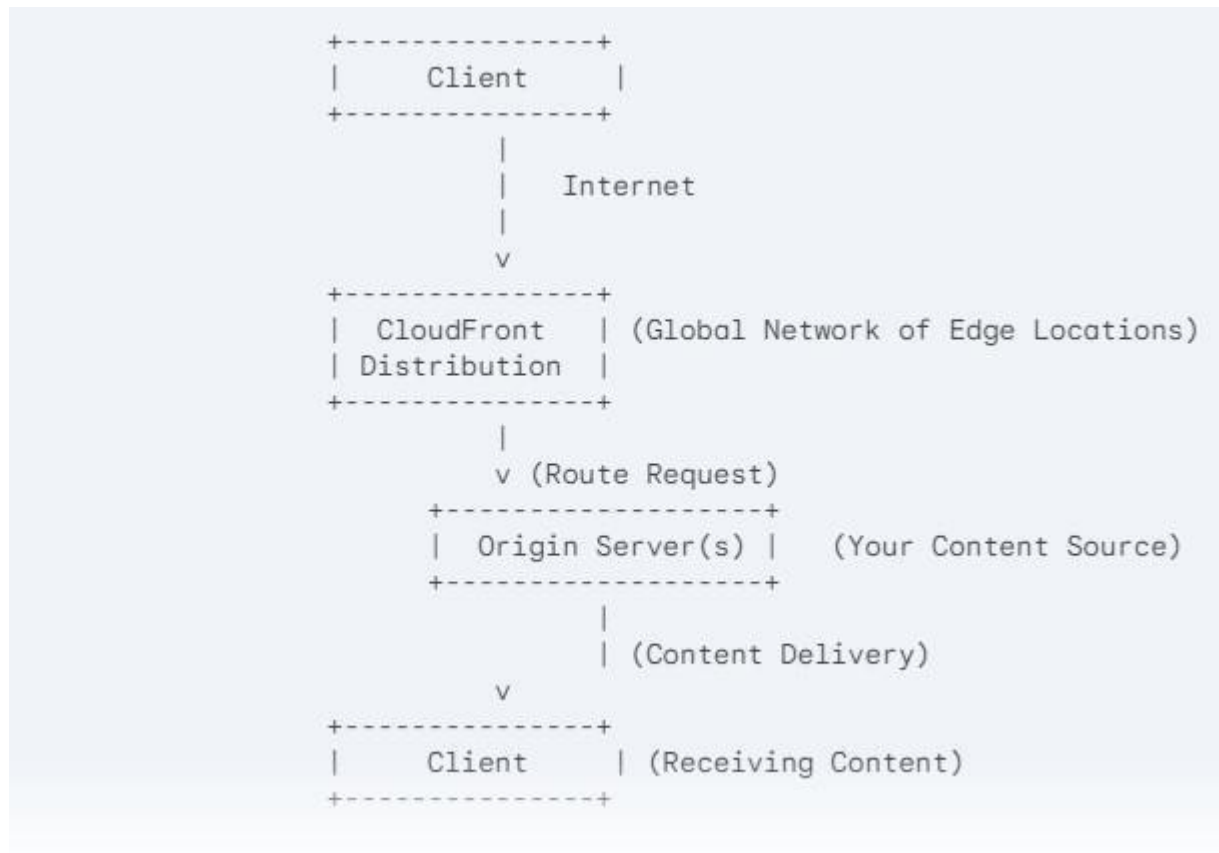 +---------------+
|     Client     |
+---------------+
|
|   Internet
|
v
+---------------+
|  CloudFront   | (Global Network of Edge Locations)
| Distribution  |
+---------------+
|
v (Route Request)
+-------------------+
|  Origin Server(s) |   (Your Content Source)
+-------------------+
|
| (Content Delivery)
v
+---------------+
|     Client     | (Receiving Content)
+---------------+